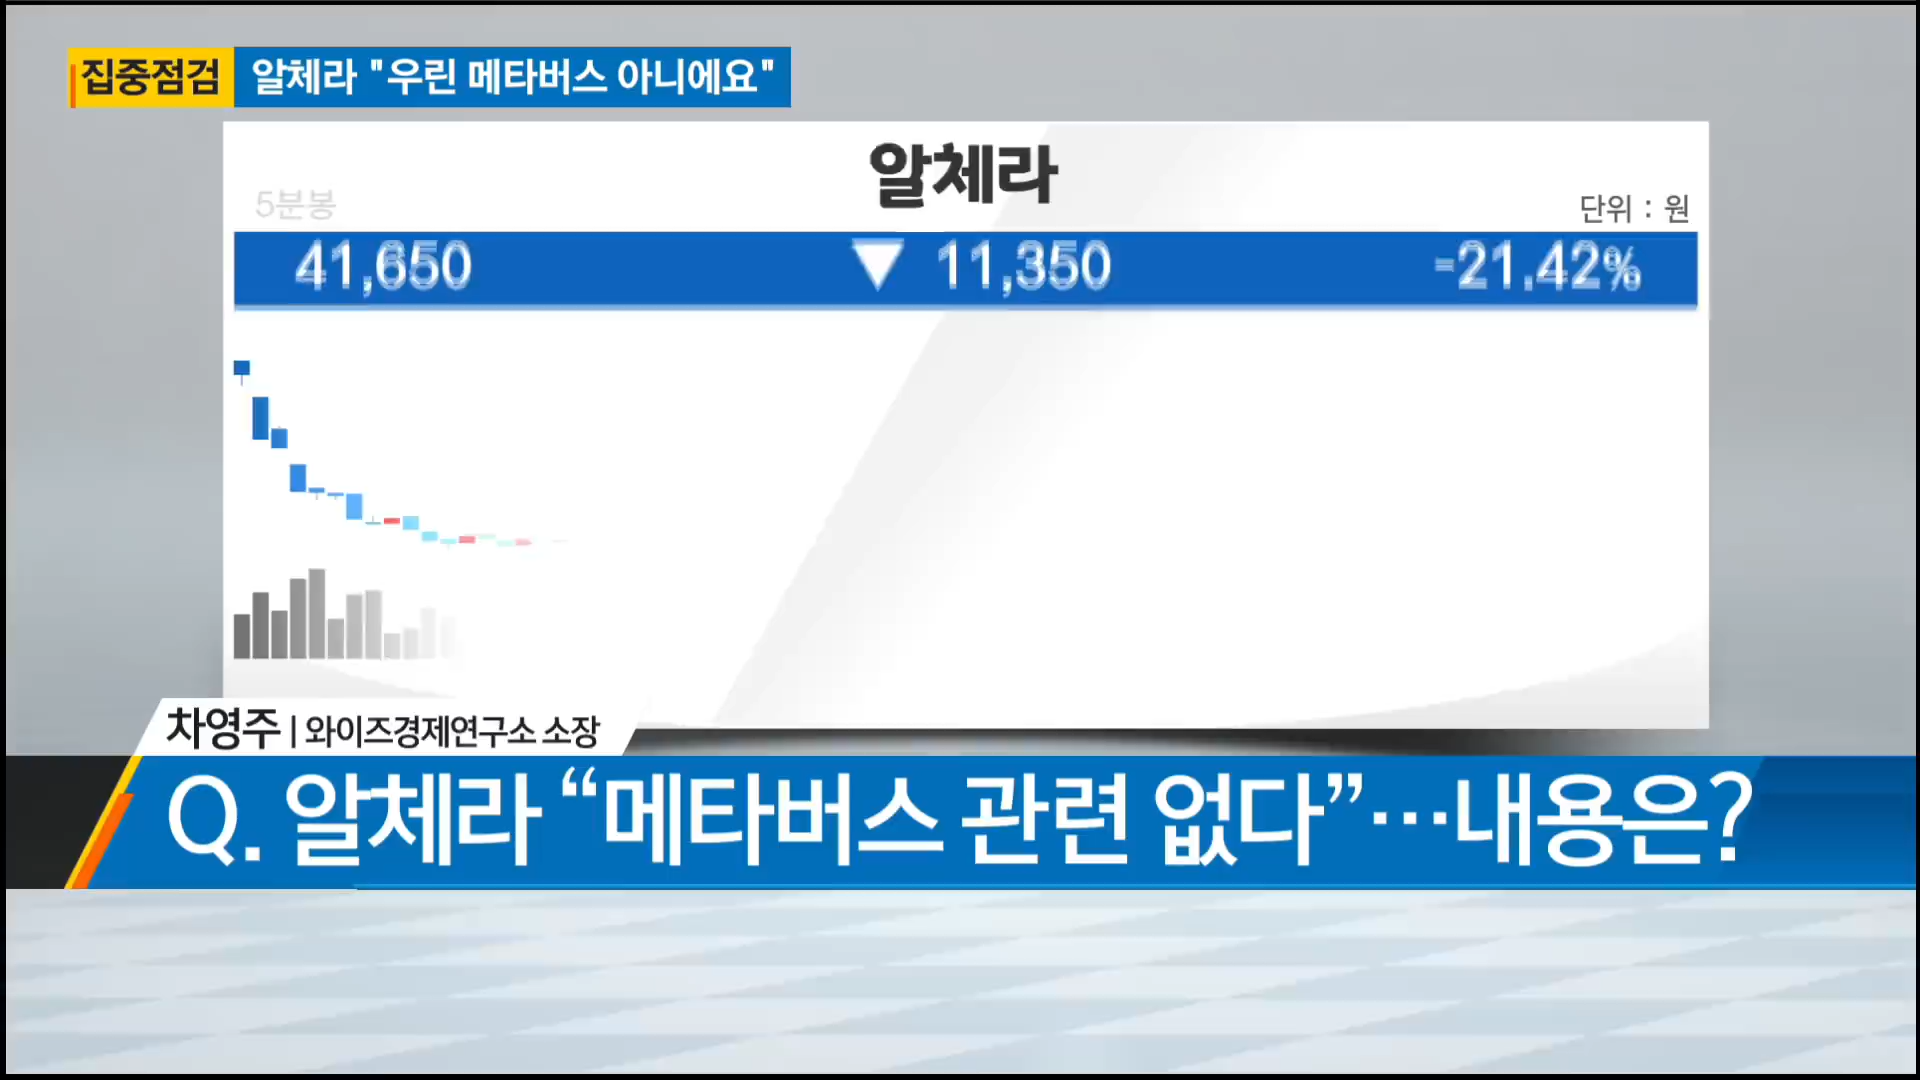 집중점검 알체라 "우린 메타버스 아니에요"
알체라
5분봉
단위 : 원
41,650 ▼ 11,350 -21.42%
차영주 | 와이즈경제연구소 소장
Q. 알체라 “메타버스 관련 없다”…내용은?